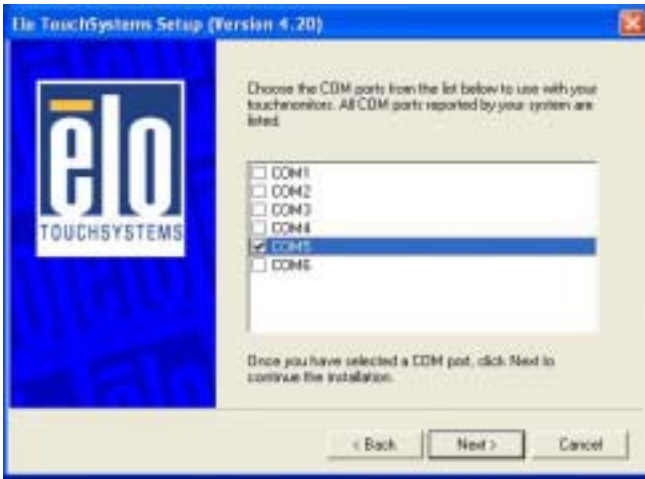 Elo TouchSystems Setup (Version 4.20)
elo
TOUCHSYSTEMS
Choose the COM ports from the list below to use with your
touchmonitors. All COM ports reported by your system are
listed.
COM1
COM2
COM3
COM4
COM5
COM6
Once you have selected a COM port, click Next to
continue the installation.
< Back
Next >
Cancel